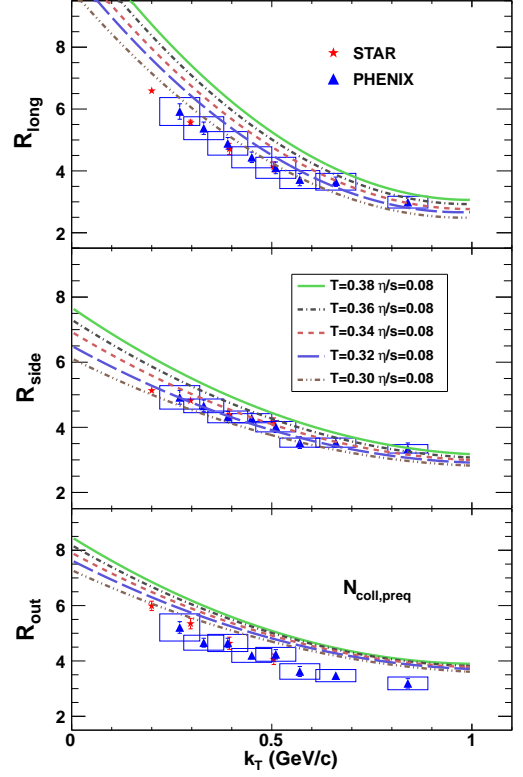 8
6
4
2
R_long
STAR
PHENIX
8
6
4
2
R_side
T=0.38 η/s=0.08
T=0.36 η/s=0.08
T=0.34 η/s=0.08
T=0.32 η/s=0.08
T=0.30 η/s=0.08
8
6
4
2
R_out
N_coll,preq
0 0.5 1
k_T (GeV/c)